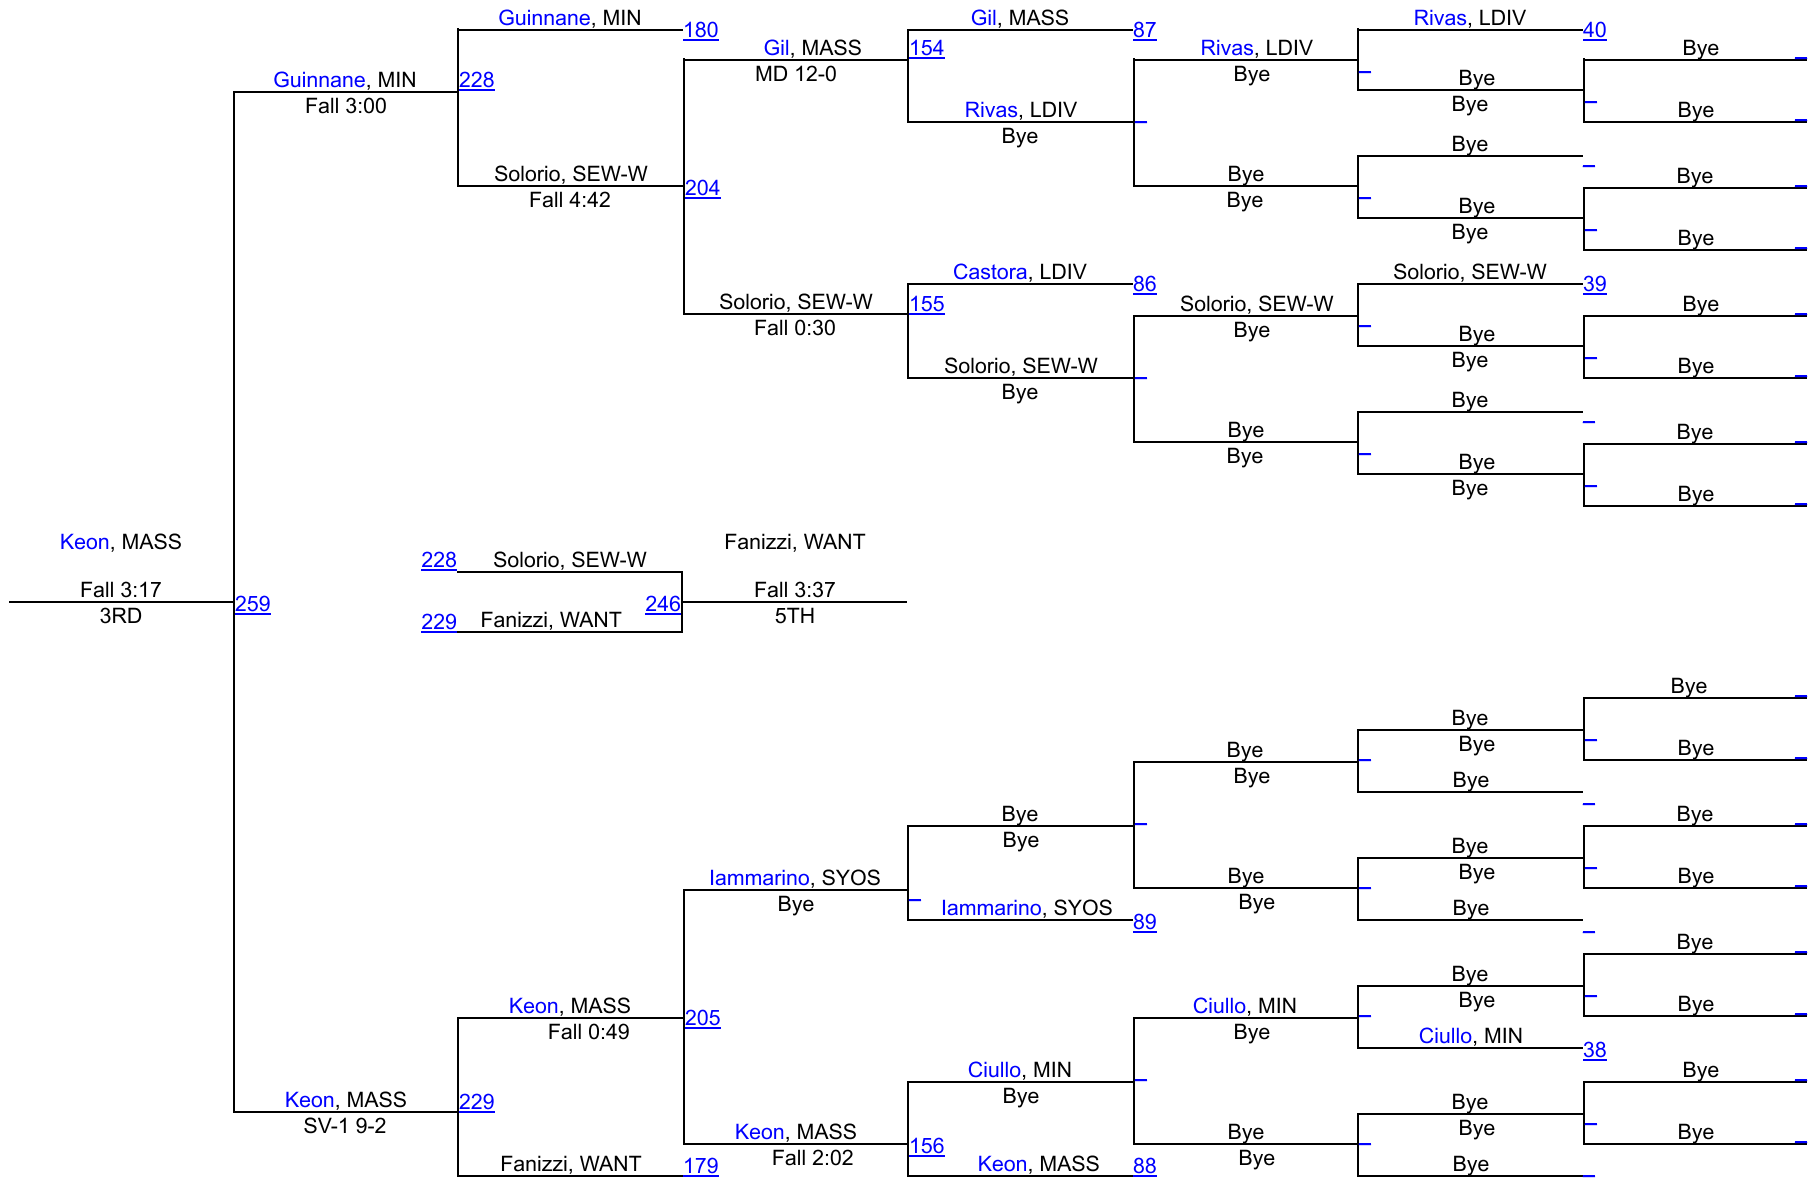 Guinnane, MIN
Gil, MASS
Rivas, LDIV
180
87
40
Gil, MASS
154
Rivas, LDIV
Bye
MD 12-0
Bye
Guinnane, MIN
228
Bye
Fall 3:00
Bye
Rivas, LDIV
Bye
Bye
Bye
Solorio, SEW-W
Bye
Bye
204
Fall 4:42
Bye
Bye
Bye
Bye
Castora, LDIV
Solorio, SEW-W
86
39
Solorio, SEW-W
155
Solorio, SEW-W
Bye
Fall 0:30
Bye
Bye
Bye
Solorio, SEW-W
Bye
Bye
Bye
Bye
Bye
Bye
Bye
Bye
Bye
Keon, MASS
Fanizzi, WANT
228
Solorio, SEW-W
Fall 3:17
Fall 3:37
259
246
3RD
229
Fanizzi, WANT
5TH
Bye
Bye
Bye
Bye
Bye
Bye
Bye
Bye
Bye
Bye
Bye
Bye
Iammarino, SYOS
Bye
Bye
Bye
Bye
Iammarino, SYOS
Bye
89
Bye
Bye
Keon, MASS
Ciullo, MIN
Bye
Bye
205
Fall 0:49
Bye
Ciullo, MIN
38
Ciullo, MIN
Bye
Bye
Keon, MASS
229
Bye
SV-1 9-2
Bye
Keon, MASS
Bye
Bye
156
Fall 2:02
Bye
Fanizzi, WANT
179
Keon, MASS
88
Bye